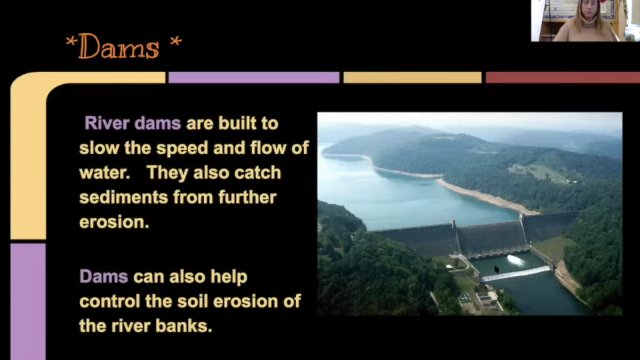 *Dams *
River dams are built to
slow the speed and flow of
water. They also catch
sediments from further
erosion.
Dams can also help
control the soil erosion of
the river banks.